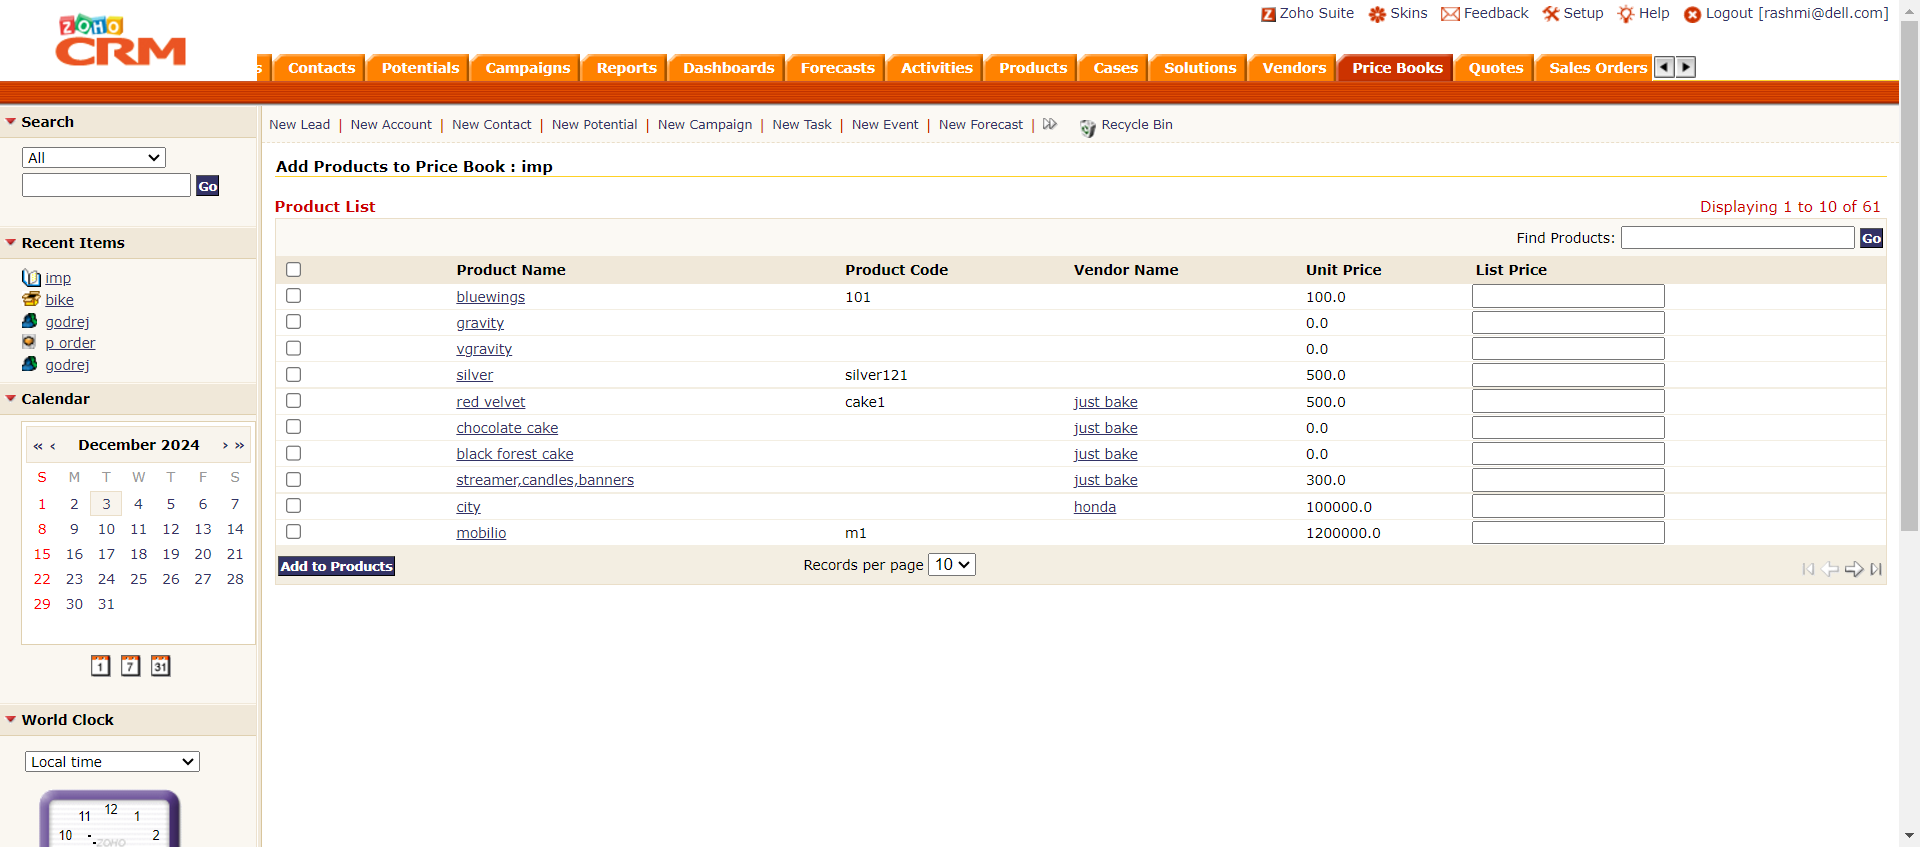 Zoho Suite Skins Feedback Setup Help Logout [rashmi@dell.com]
ZOHO
CRM
s Contacts Potentials Campaigns Reports Dashboards Forecasts Activities Products Cases Solutions Vendors Price Books Quotes Sales Orders
Search
All
Go
Recent Items
imp
bike
godrej
p order
godrej
Calendar
« ‹ December 2024 › »
S M T W T F S
1 2 3 4 5 6 7
8 9 10 11 12 13 14
15 16 17 18 19 20 21
22 23 24 25 26 27 28
29 30 31
1 7 31
World Clock
Local time
12
11 1
10 2
ZOHO
New Lead | New Account | New Contact | New Potential | New Campaign | New Task | New Event | New Forecast | Recycle Bin
Add Products to Price Book : imp
Product List Displaying 1 to 10 of 61
Find Products: Go
Product Name Product Code Vendor Name Unit Price List Price
bluewings 101 100.0
gravity 0.0
vgravity 0.0
silver silver121 500.0
red velvet cake1 just bake 500.0
chocolate cake just bake 0.0
black forest cake just bake 0.0
streamer,candles,banners just bake 300.0
city honda 100000.0
mobilio m1 1200000.0
Add to Products Records per page 10